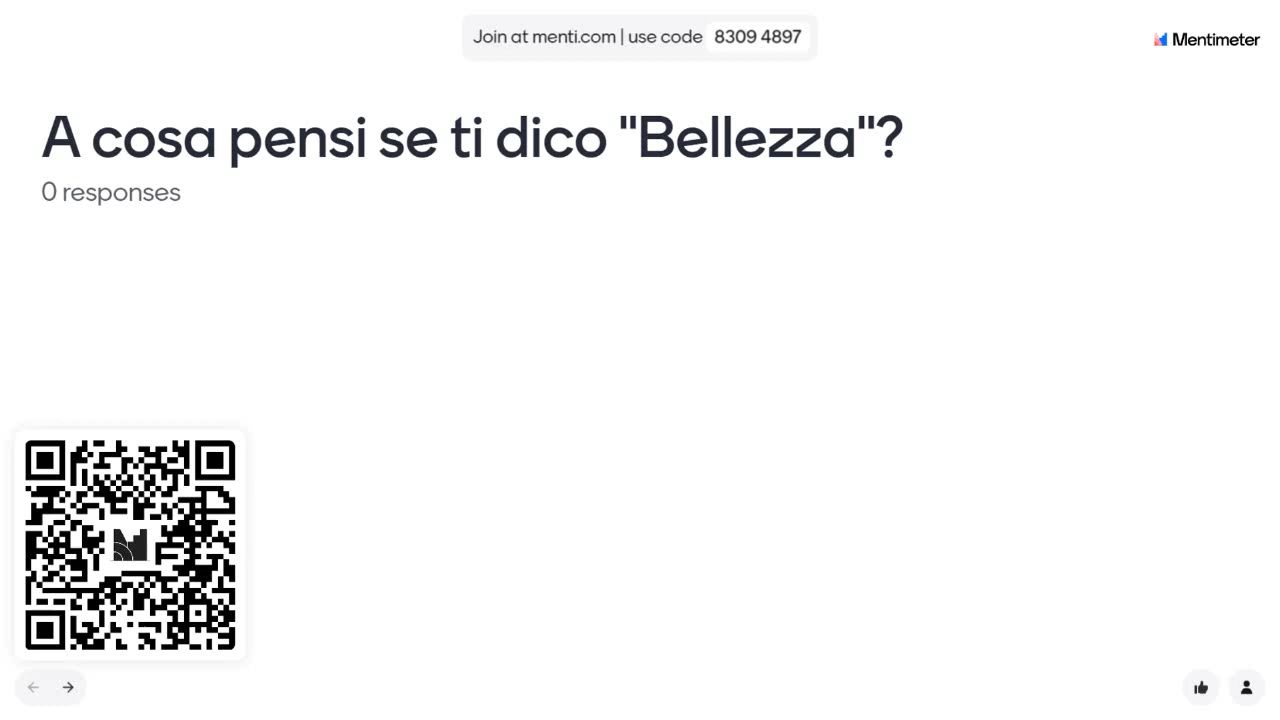 Join at menti.com | use code 8309 4897
Mentimeter
A cosa pensi se ti dico "Bellezza"?
0 responses